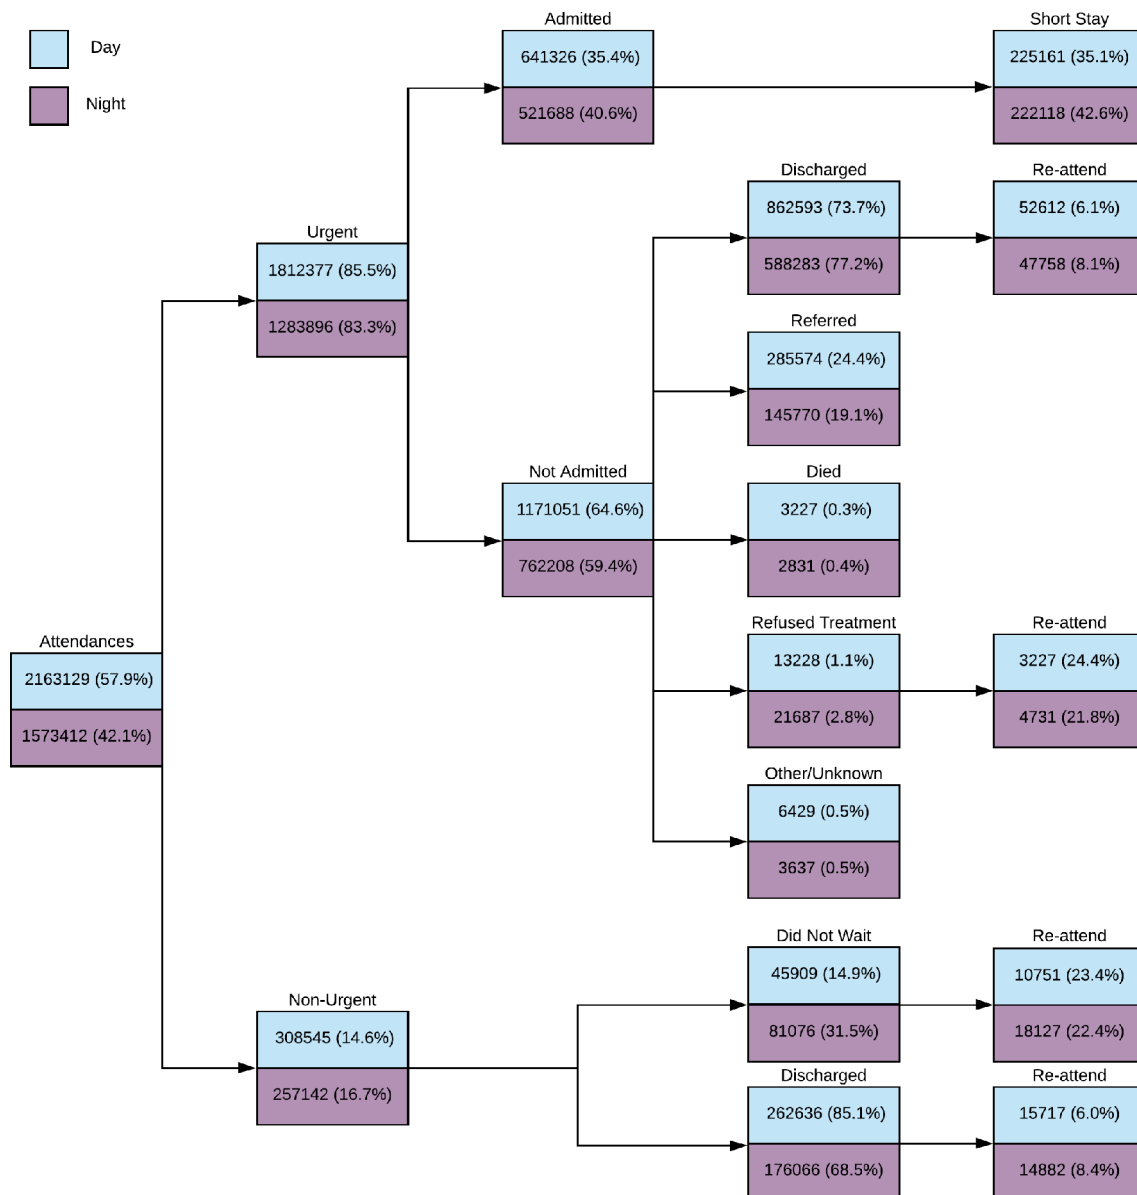 Admitted
Short Stay
Day
641326 (35.4%)
225161 (35.1%)
Night
521688 (40.6%)
222118 (42.6%)
Discharged
Re-attend
862593 (73.7%)
52612 (6.1%)
Urgent
1812377 (85.5%)
588283 (77.2%)
47758 (8.1%)
1283896 (83.3%)
Referred
285574 (24.4%)
145770 (19.1%)
Not Admitted
Died
1171051 (64.6%)
3227 (0.3%)
762208 (59.4%)
2831 (0.4%)
Attendances
Refused Treatment
Re-attend
2163129 (57.9%)
13228 (1.1%)
3227 (24.4%)
1573412 (42.1%)
21687 (2.8%)
4731 (21.8%)
Other/Unknown
6429 (0.5%)
3637 (0.5%)
Did Not Wait
Re-attend
45909 (14.9%)
10751 (23.4%)
Non-Urgent
308545 (14.6%)
81076 (31.5%)
18127 (22.4%)
257142 (16.7%)
Discharged
Re-attend
262636 (85.1%)
15717 (6.0%)
176066 (68.5%)
14882 (8.4%)